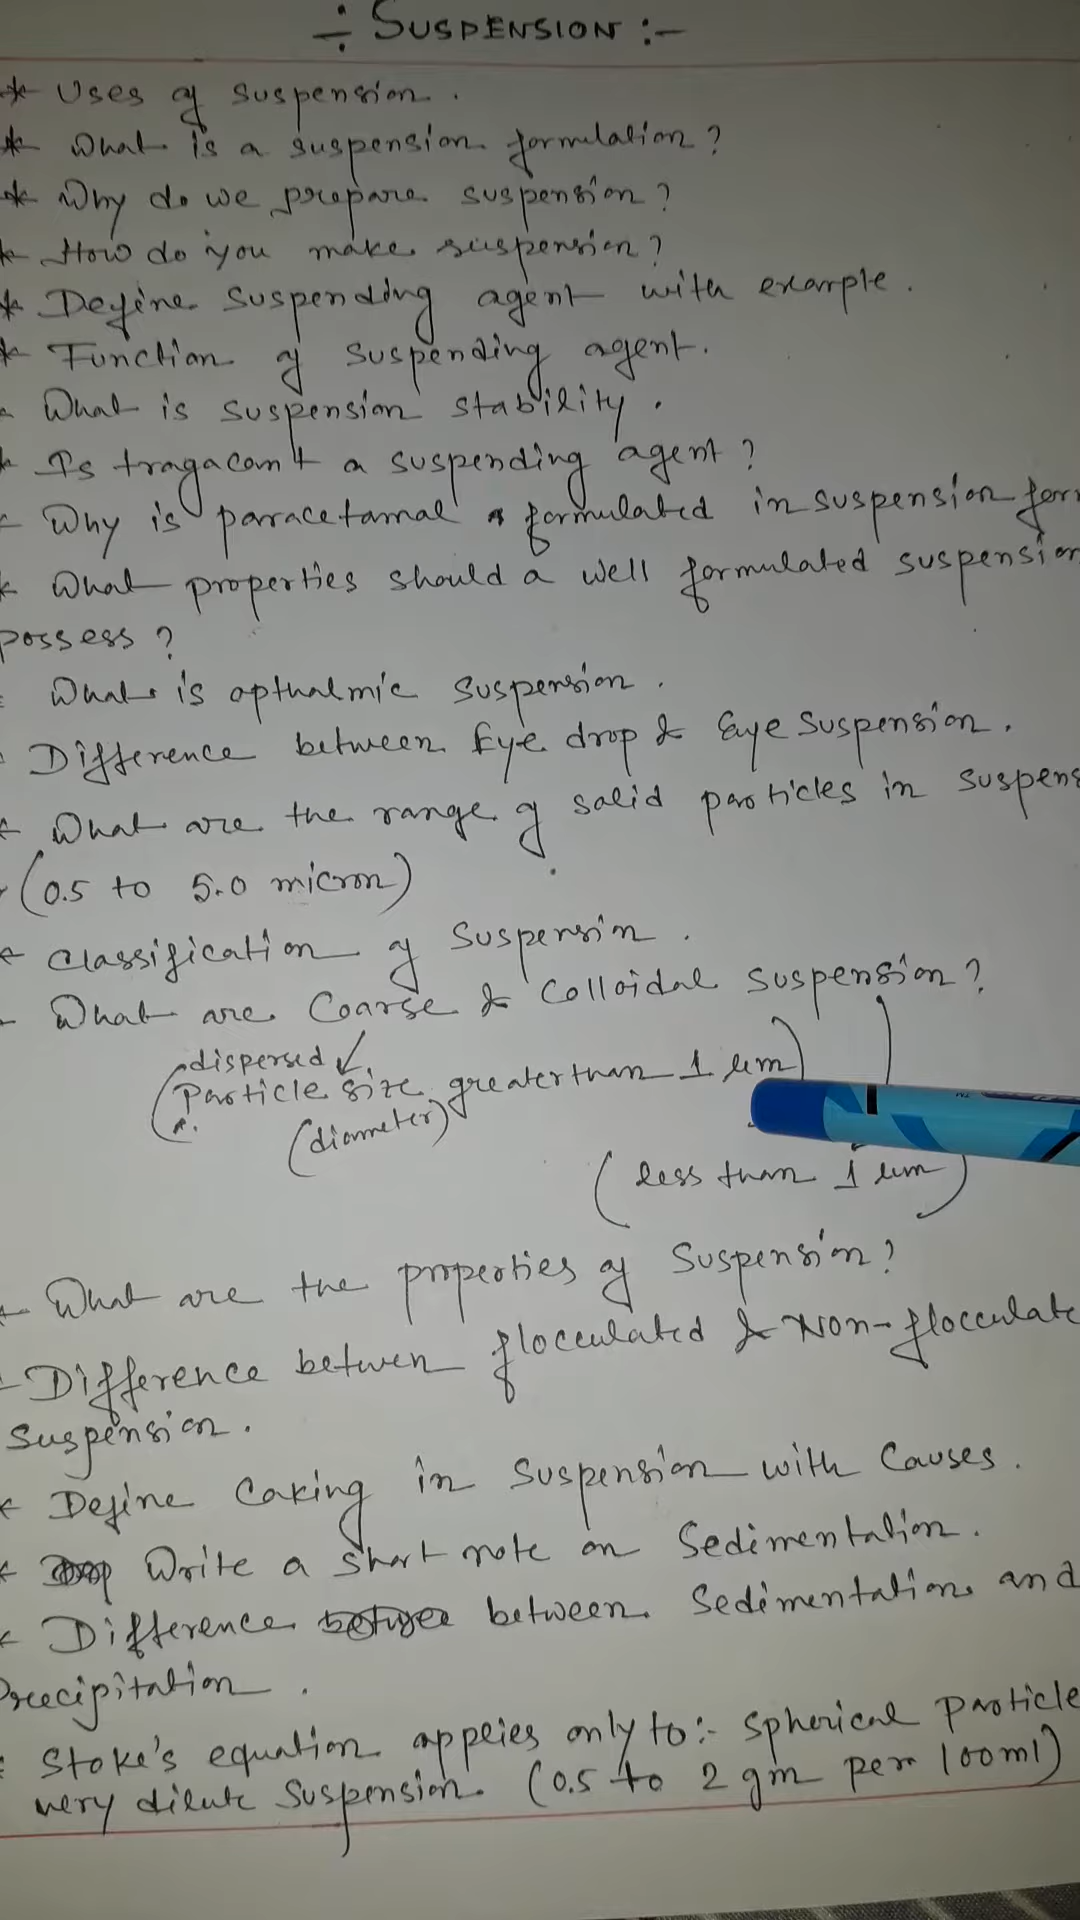 ÷ SUSPENSION :-
* Uses of suspension.
* What is a suspension formulation?
* Why do we prepare suspension?
* How do you make suspension?
* Define suspending agent with example.
* Function of suspending agent.
What is suspension stability.
* Is tragacant a suspending agent?
Why is paracetamal formulated in suspension
* What properties should a well formulated suspension
possess?
What is opthalmic suspension.
Difference between Eye drop & Eye suspension.
* What are the range of solid particles in suspens
(0.5 to 5.0 micron)
* Classification of suspension.
What are Coarse & Colloidal suspension?
dispersed
(Particle size greater than 1 µm)
(diameter)
(less than 1 µm)
What are the properties of Suspension?
Difference betwen flocculated & Non-flocculate
suspension.
* Define Caking in Suspension with Causes.
* Write a short note on Sedimentation.
* Difference between Sedimentation and
Precipitation.
* Stoke's equation applies only to:- spherical Particle
very dilute suspension. (0.5 to 2 gm per 100ml)